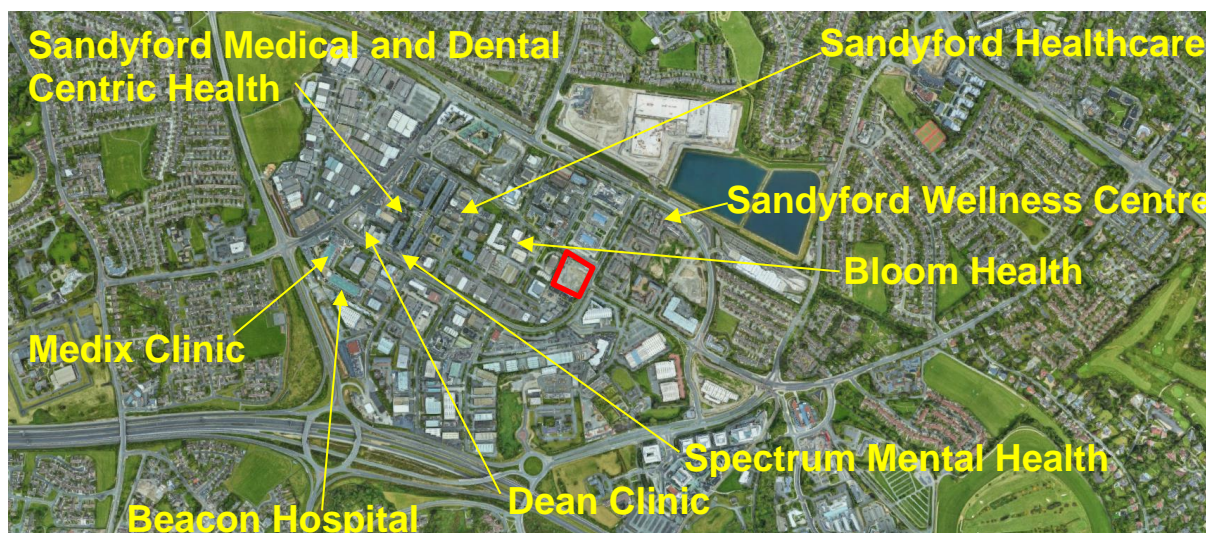 Sandyford Medical and Dental
Centric Health
Sandyford Healthcare
Sandyford Wellness Centre
Bloom Health
Medix Clinic
Spectrum Mental Health
Dean Clinic
Beacon Hospital